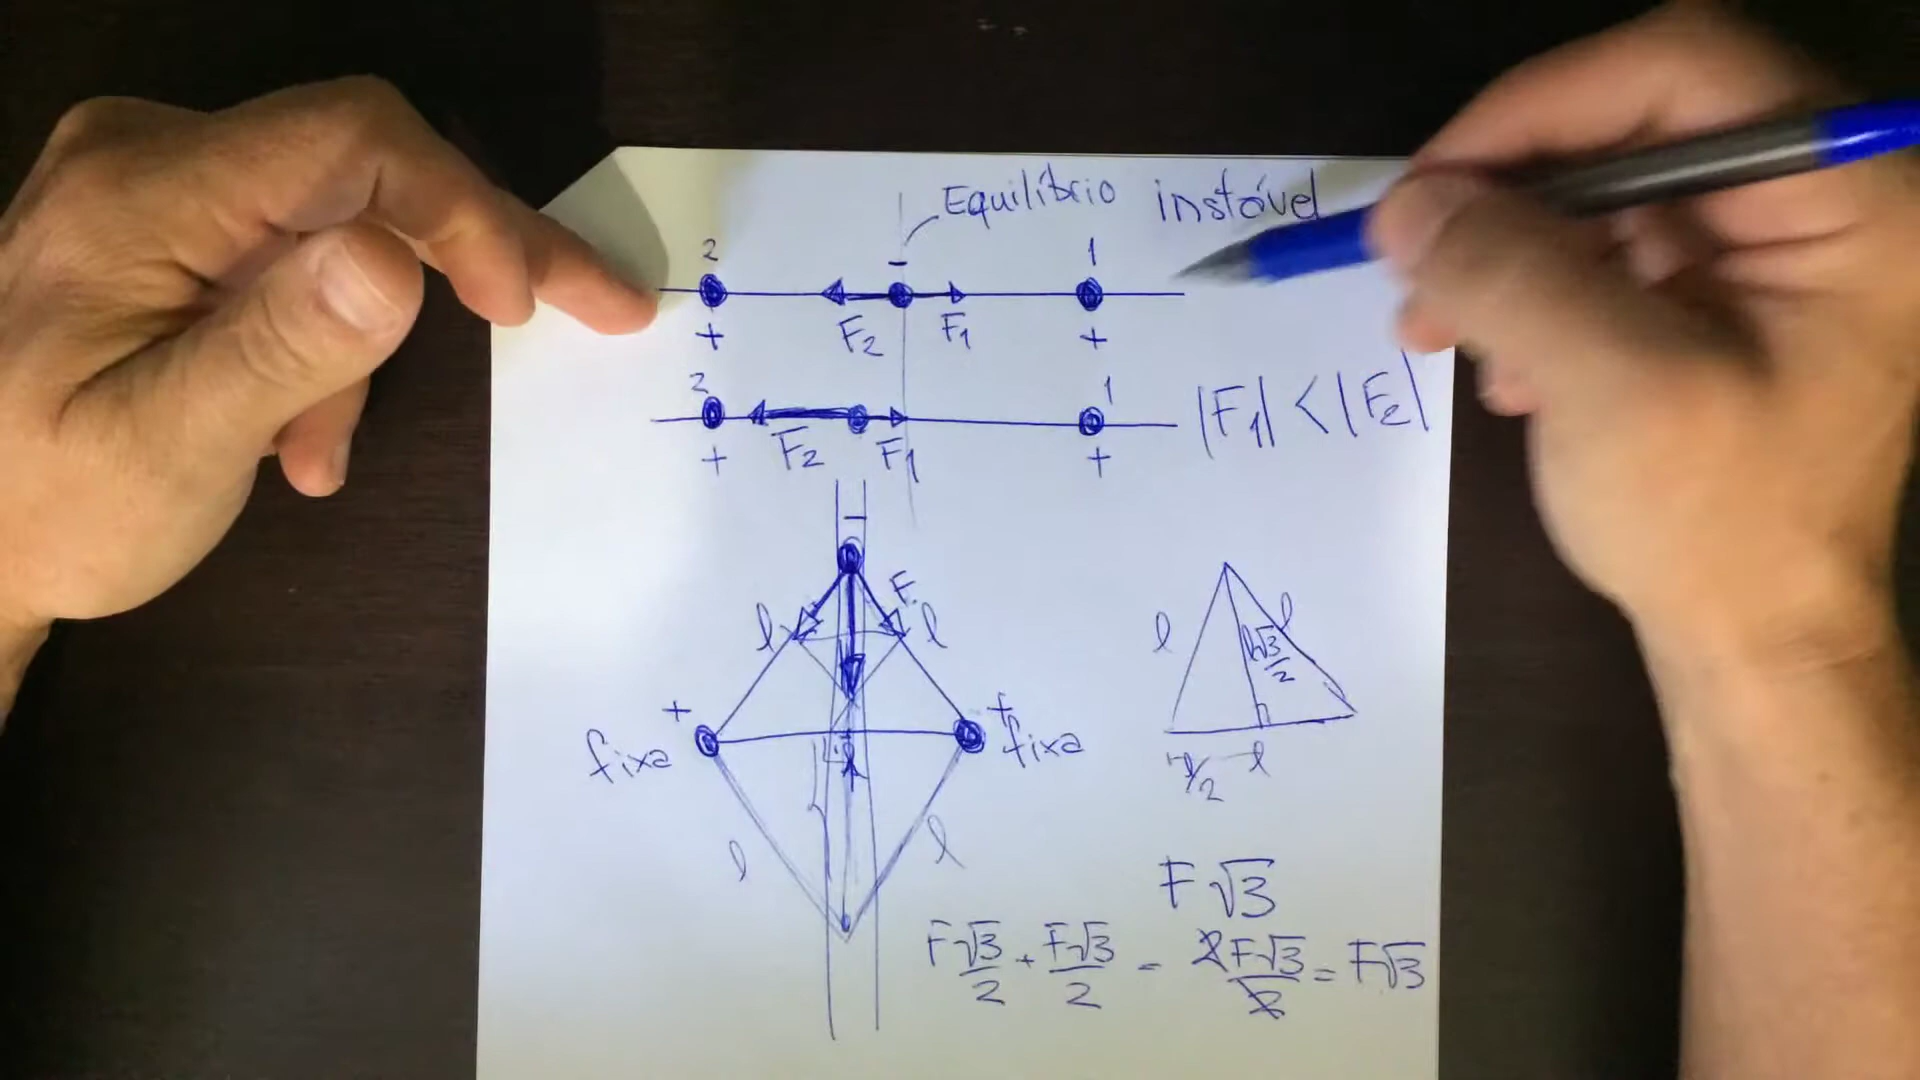 Equilíbrio instável
2 - 1
+ F2 F1 +
2 1
|F1| < |F2|
+ F2 F1 +
-
F
l l
l l
l√3/2
+ +
fixa l fixa
l/2 l
l l
F√3
F√3/2 + F√3/2 = 2F√3/2 = F√3